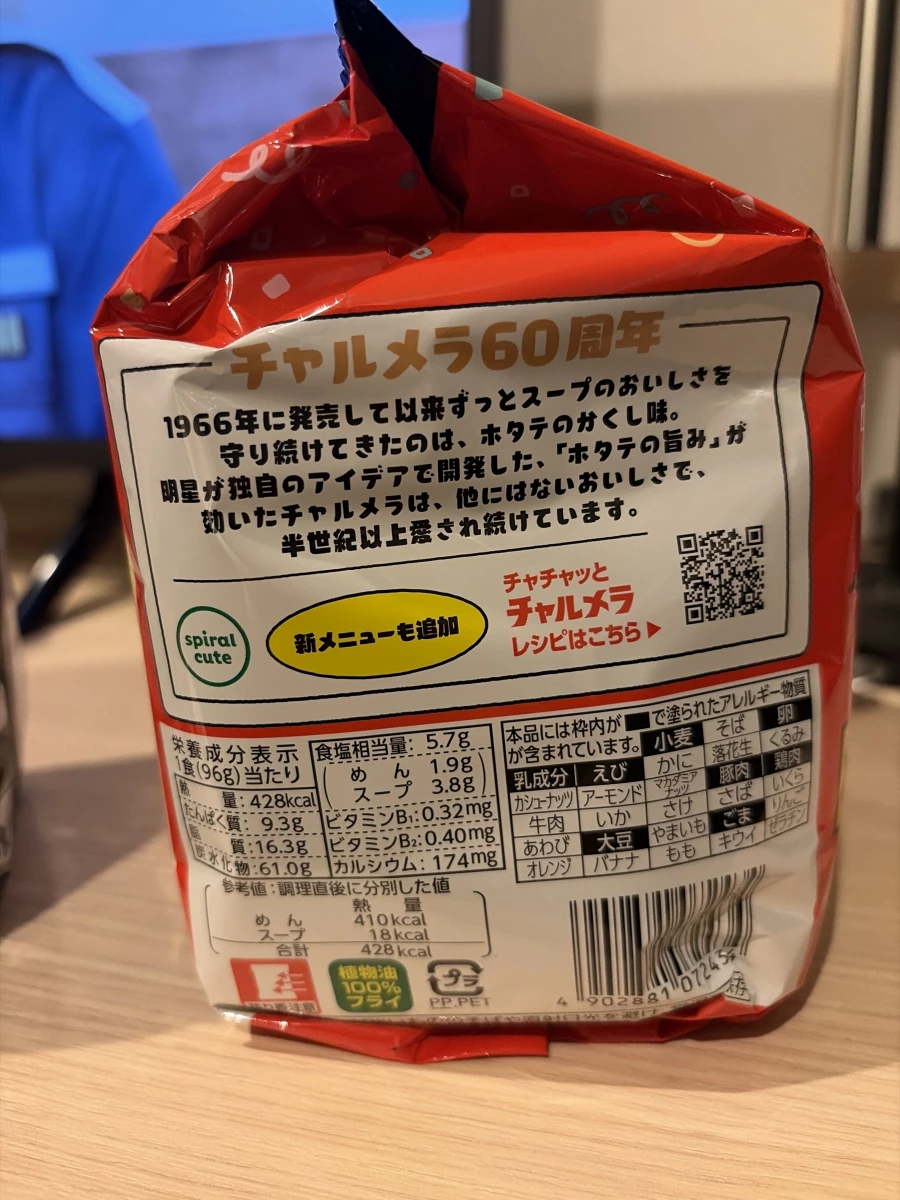 チャルメラ60周年
1966年に発売して以来ずっとスープのおいしさを
守り続けてきたのは、ホタテのかくし味。
明星が独自のアイデアで開発した、「ホタテの旨み」が
効いたチャルメラは、他にはないおいしさで、
半世紀以上愛され続けています。
spiral
cute
新メニューも追加
チャチャッと
チャルメラ
レシピはこちら▶
栄養成分表示
1食(96g)当たり
熱量:428kcal
たんぱく質:9.3g
脂質:16.3g
炭水化物:61.0g
食塩相当量:5.7g
めん 1.9g
スープ 3.8g
ビタミンB1:0.32mg
ビタミンB2:0.40mg
カルシウム:174mg
参考値:調理直後に分別した値
熱量
めん 410kcal
スープ 18kcal
合計 428kcal
本品には枠内が■で塗られたアレルギー物質
が含まれています。 小麦 そば 卵
乳成分 えび かに 落花生 くるみ
カシューナッツ アーモンド マカダミアナッツ 豚肉 鶏肉
牛肉 いか さけ さば いくら
あわび 大豆 やまいも ごま りんご
オレンジ バナナ もも キウイ ゼラチン
植物油
100%
フライ
プラ
PP,PET
4 902881 072457